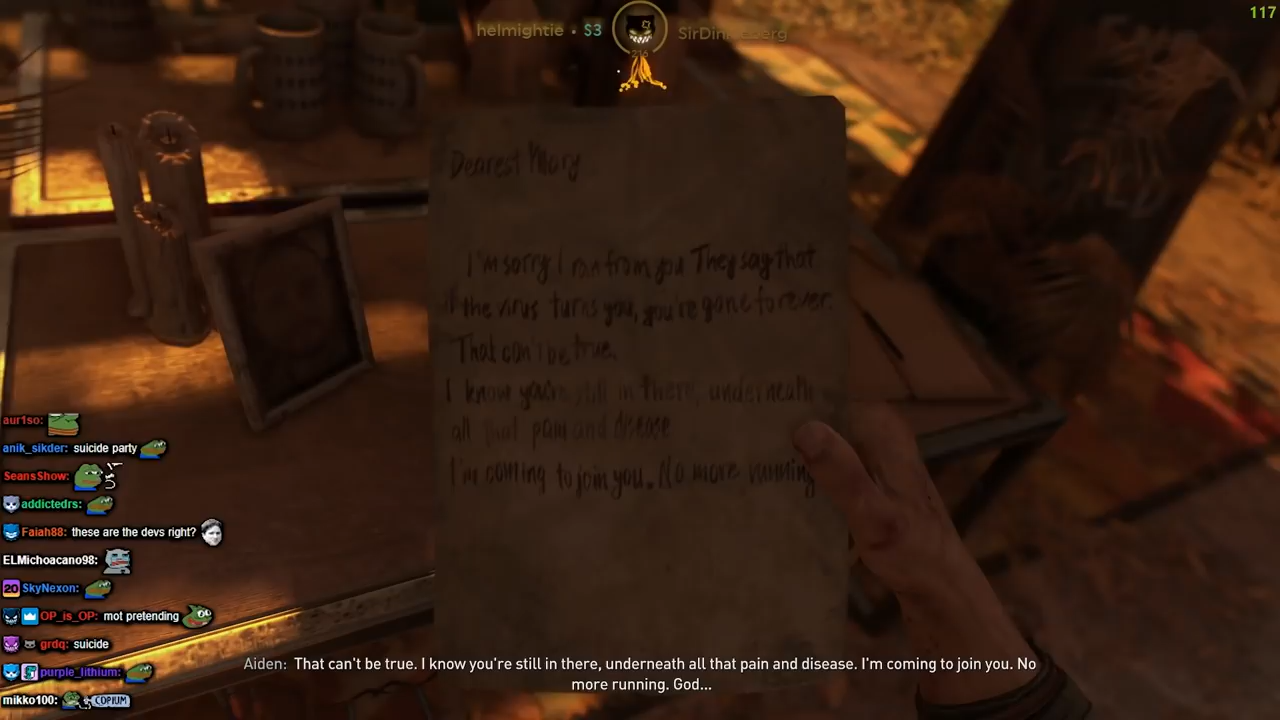 117
helmightie • $3
216
Dearest Mary
I'm sorry I ran from you They say that
if the virus turns you, you're gone forever.
That can't be true.
I know you're still in there, underneath
all that pain and disease
I'm coming to join you. No more running
aur1so:
anik_sikder: suicide party
SeansShow:
addictedrs:
Faiah88: these are the devs right?
ELMichoacano98:
20 SkyNexon:
OP_is_OP: mot pretending
grdq: suicide
purple_lithium:
mikko100: COPIUM
Aiden: That can't be true. I know you're still in there, underneath all that pain and disease. I'm coming to join you. No
more running. God...